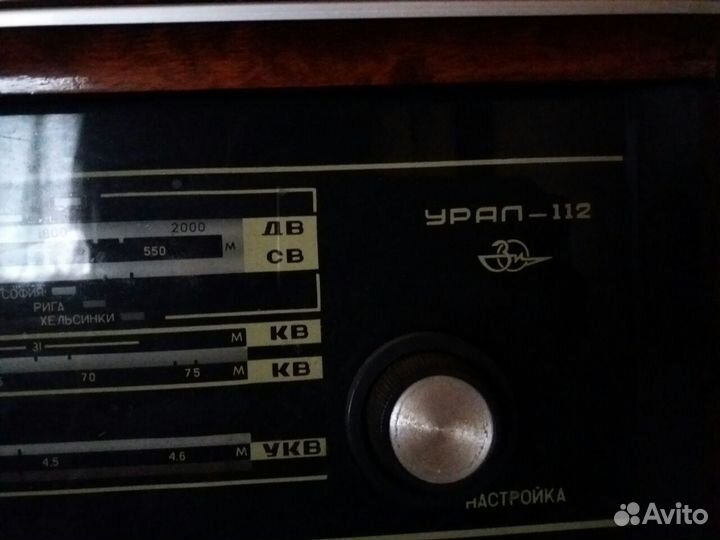 1800 2000 ДВ
550 М СВ
УРАЛ-112
СОФИЯ
РИГА
ХЕЛЬСИНКИ
31 М КВ
70 75 М КВ
4.5 4.6 М УКВ
НАСТРОЙКА
Avito